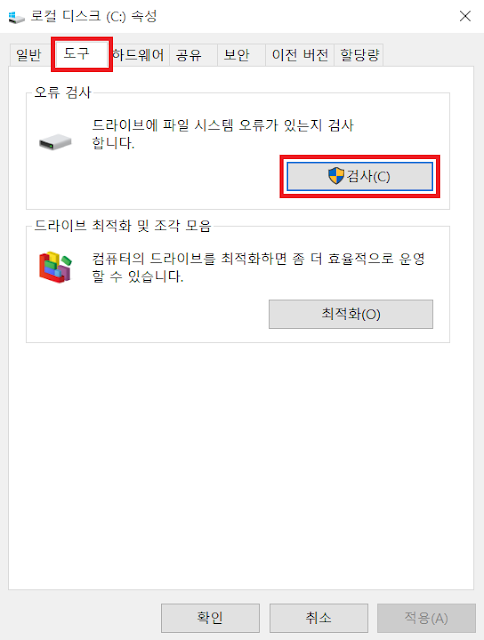 로컬 디스크 (C:) 속성
일반 도구 하드웨어 공유 보안 이전 버전 할당량
오류 검사
드라이브에 파일 시스템 오류가 있는지 검사
합니다.
검사(C)
드라이브 최적화 및 조각 모음
컴퓨터의 드라이브를 최적화하면 좀 더 효율적으로 운영
할 수 있습니다.
최적화(O)
확인 취소 적용(A)